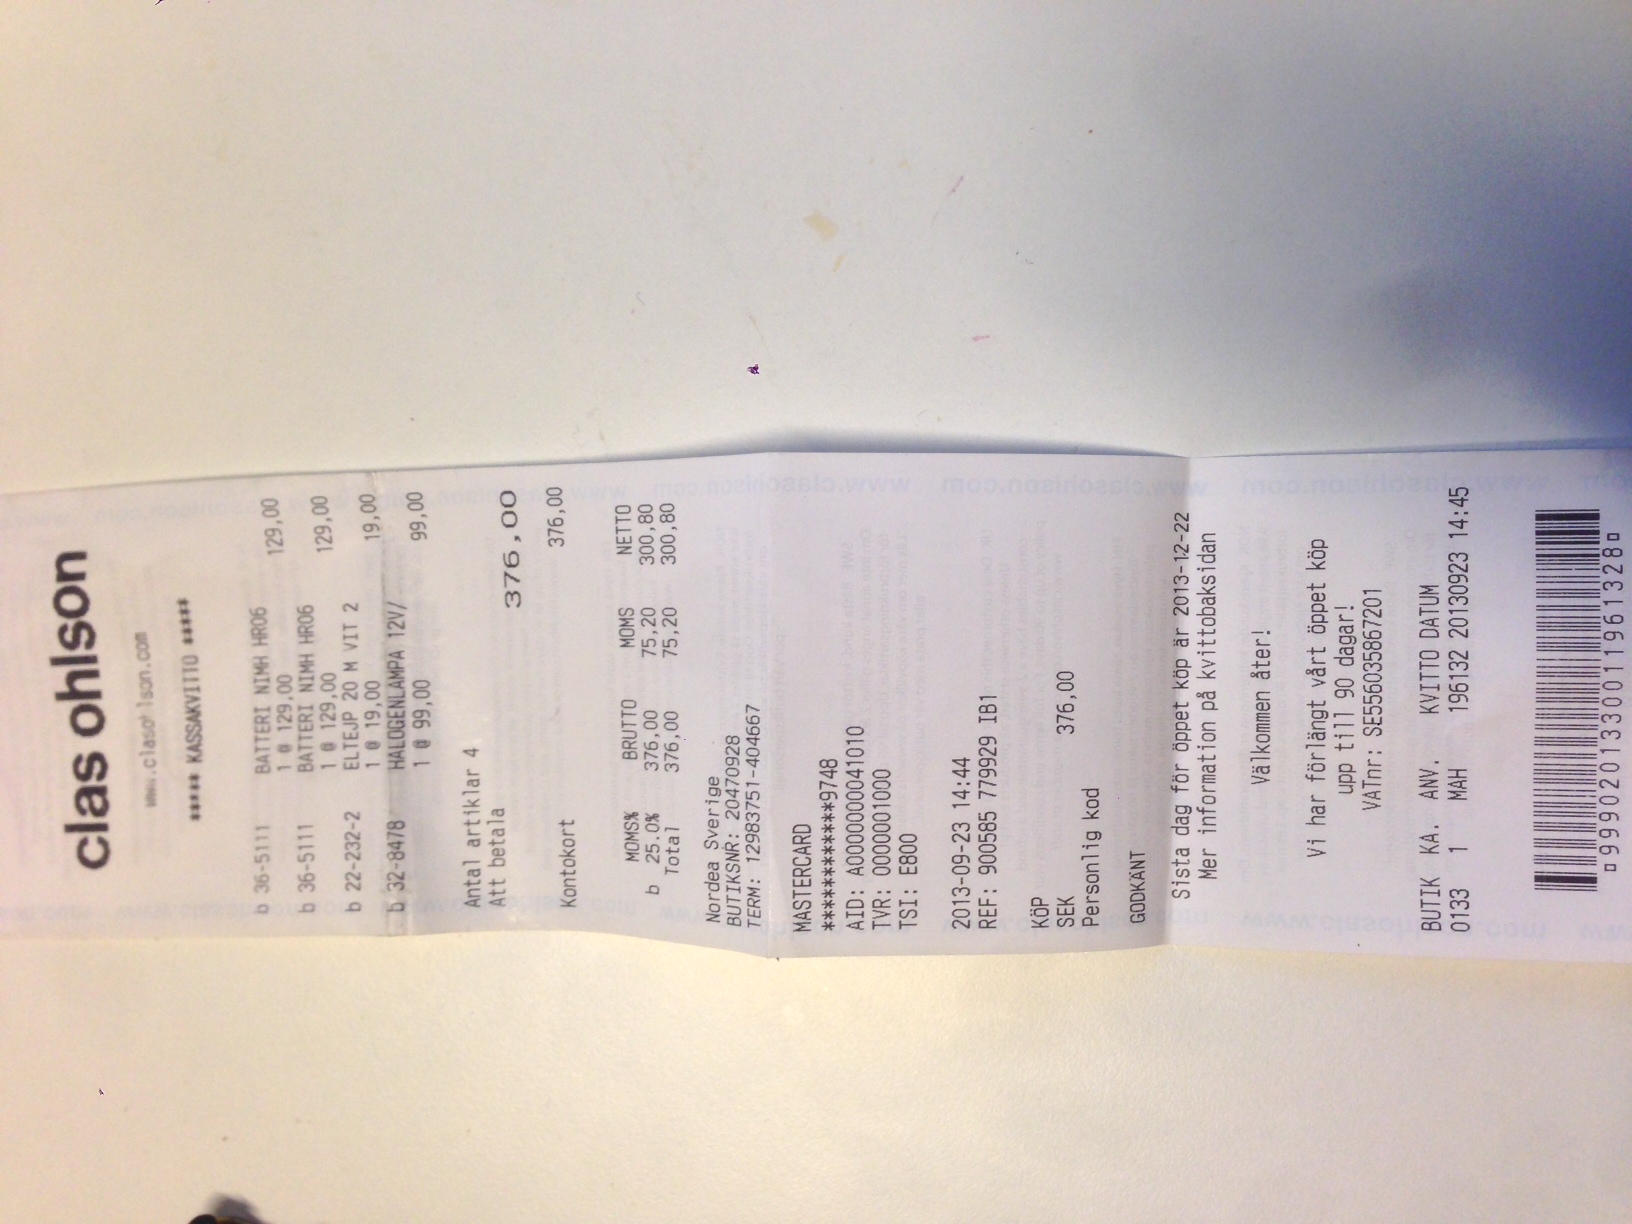 clas ohlson
www.clasohlson.com
***** KASSAKVITTO *****
b 36-5111 BATTERI NIMH HR06
1 @ 129,00 129,00
b 36-5111 BATTERI NIMH HR06
1 @ 129,00 129,00
b 22-232-2 ELTEJP 20 M VIT 2
1 @ 19,00 19,00
b 32-8478 HALOGENLAMPA 12V/
1 @ 99,00 99,00
Antal artiklar 4
Att betala 376,00
Kontokort 376,00
MOMS% BRUTTO MOMS NETTO
b 25.0% 376,00 75,20 300,80
Total 376,00 75,20 300,80
Nordea Sverige
BUTIKSNR: 20470928
TERM: 12983751-404667
MASTERCARD
************9748
AID: A0000000041010
TVR: 0000001000
TSI: E800
2013-09-23 14:44
REF: 900585 779929 IB1
KÖP
SEK 376,00
Personlig kod
GODKÄNT
Sista dag för öppet köp är 2013-12-22
Mer information på kvittobaksidan
Välkommen åter!
Vi har förlängt vårt öppet köp
upp till 90 dagar!
VATnr: SE556035867201
BUTIK KA. ANV. KVITTO DATUM
0133 1 MAH 196132 20130923 14:45
¤9990201330011961328¤